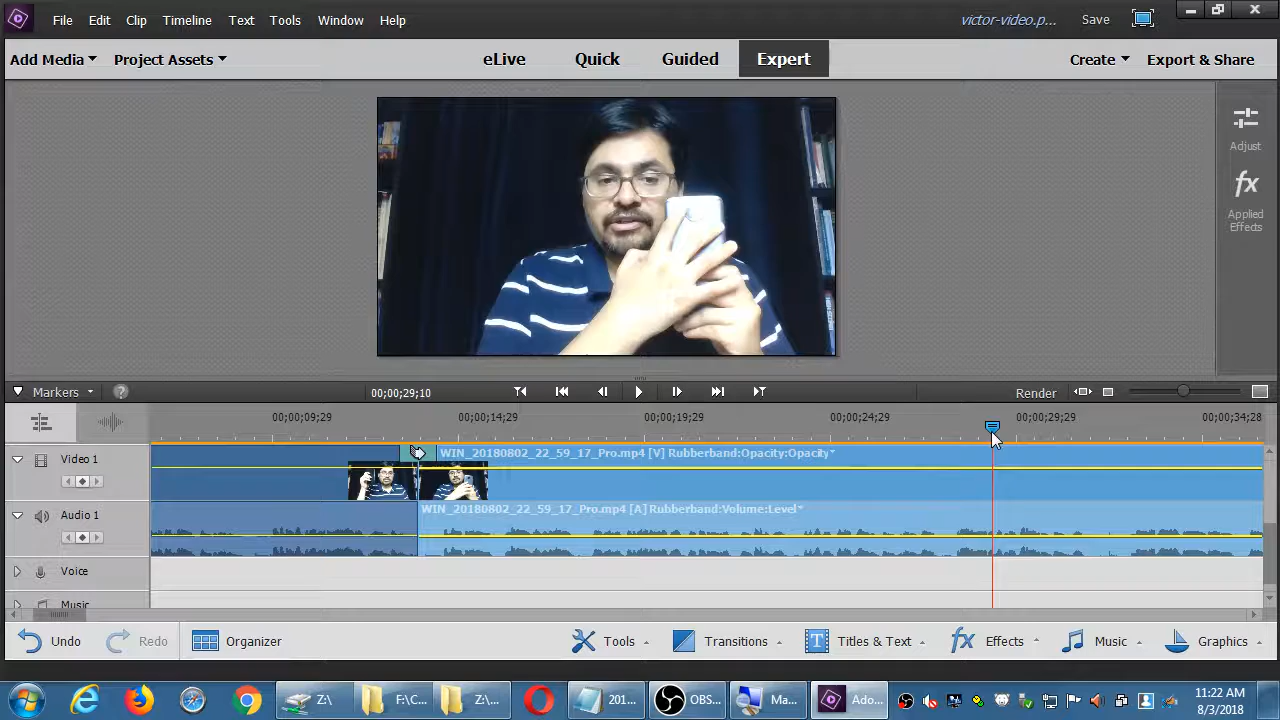 File Edit Clip Timeline Text Tools Window Help victor-video.p... Save
Add Media Project Assets eLive Quick Guided Expert Create Export & Share
Adjust
fx
Applied
Effects
Markers ? 00;00;29;10 Render
00;00;09;29 00;00;14;29 00;00;19;29 00;00;24;29 00;00;29;29 00;00;34;28
Video 1 WIN_20180802_22_59_17_Pro.mp4 [V] Rubberband:Opacity:Opacity
Audio 1 WIN_20180802_22_59_17_Pro.mp4 [A] Rubberband:Volume:Level
Voice
Music
Undo Redo Organizer Tools T Transitions Titles & Text fx Effects Music Graphics
Z:\ F:\C... Z:\... 201... OBS... Ma... Ado... 11:22 AM
8/3/2018